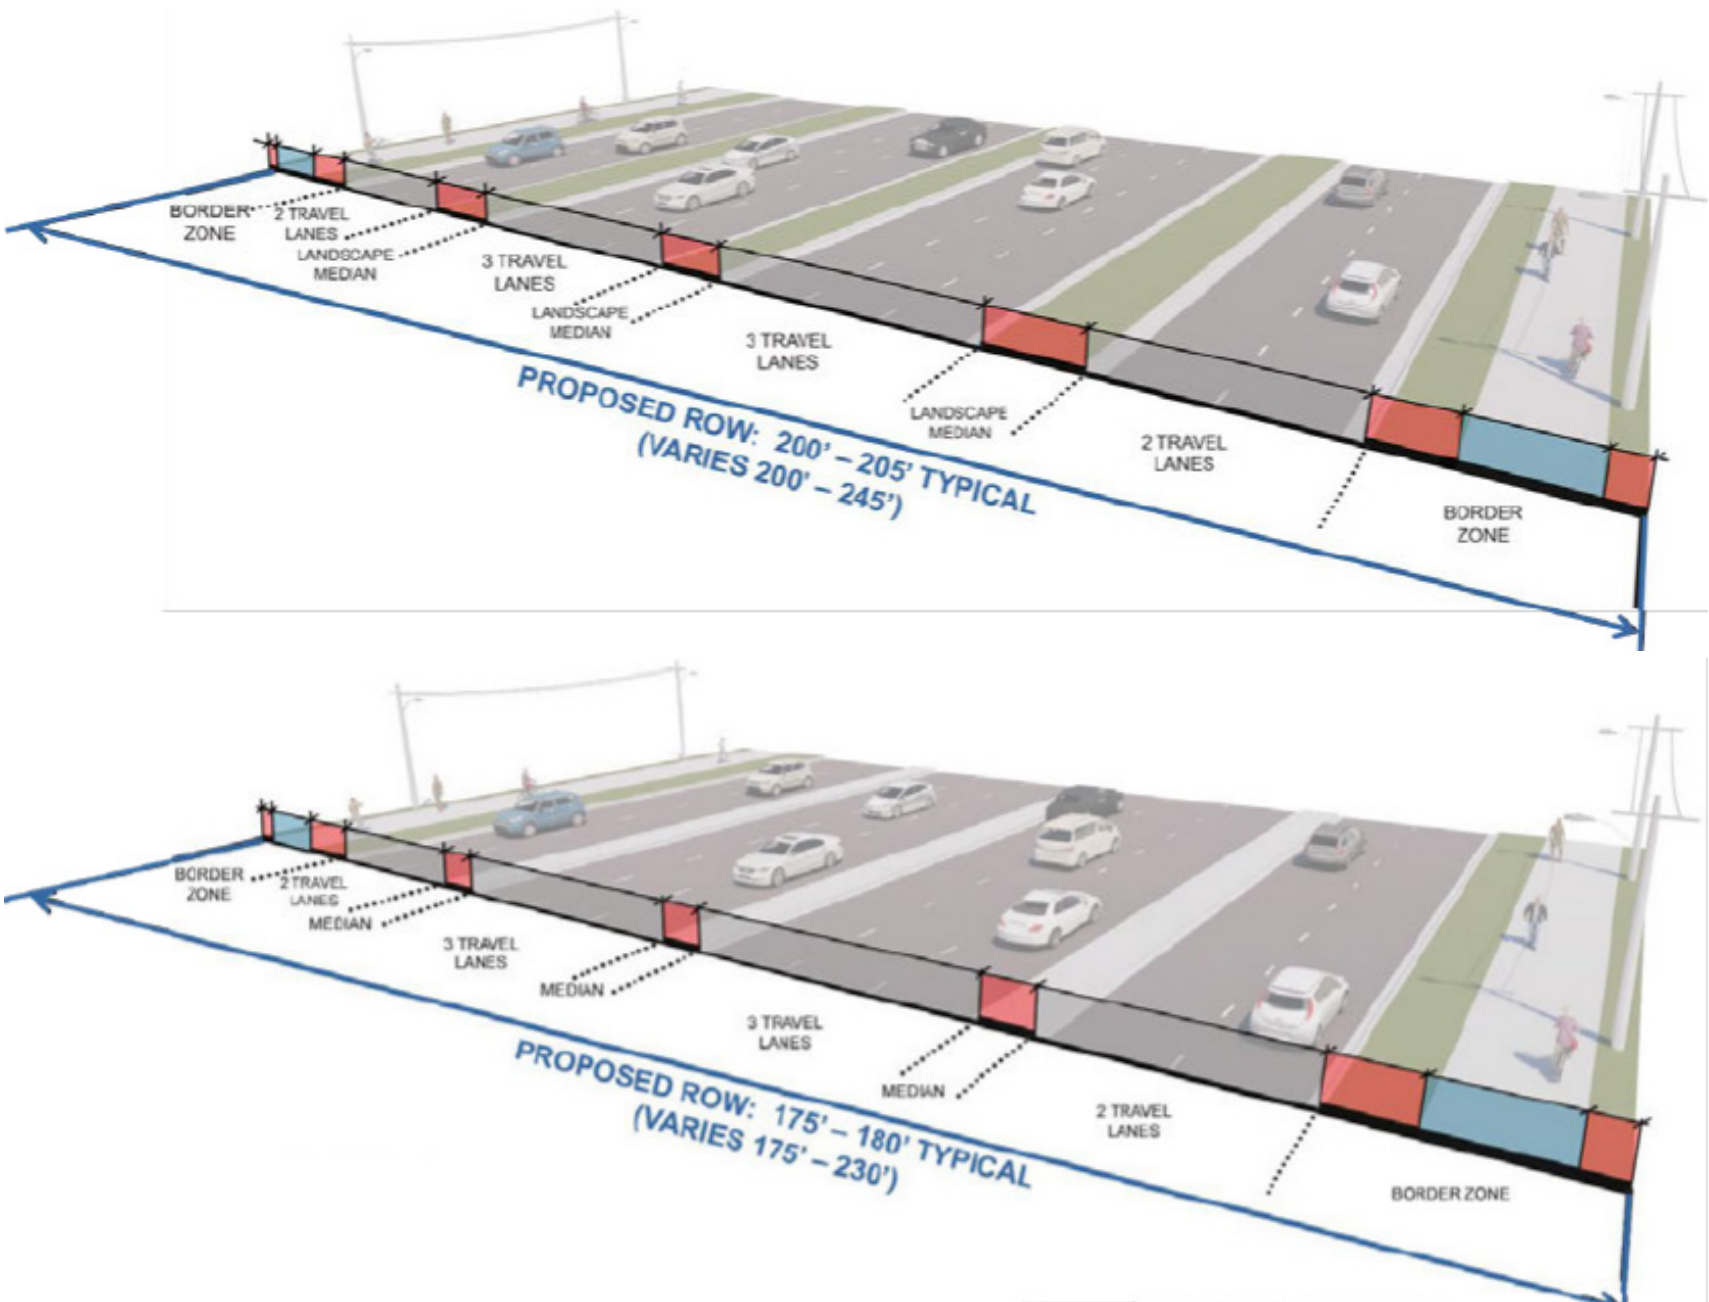 BORDER
ZONE
2 TRAVEL
LANES
LANDSCAPE
MEDIAN
3 TRAVEL
LANES
LANDSCAPE
MEDIAN
3 TRAVEL
LANES
LANDSCAPE
MEDIAN
2 TRAVEL
LANES
BORDER
ZONE
PROPOSED ROW: 200' – 205' TYPICAL
(VARIES 200' – 245')
BORDER
ZONE
2 TRAVEL
LANES
MEDIAN
3 TRAVEL
LANES
MEDIAN
3 TRAVEL
LANES
MEDIAN
2 TRAVEL
LANES
BORDER ZONE
PROPOSED ROW: 175' – 180' TYPICAL
(VARIES 175' – 230')